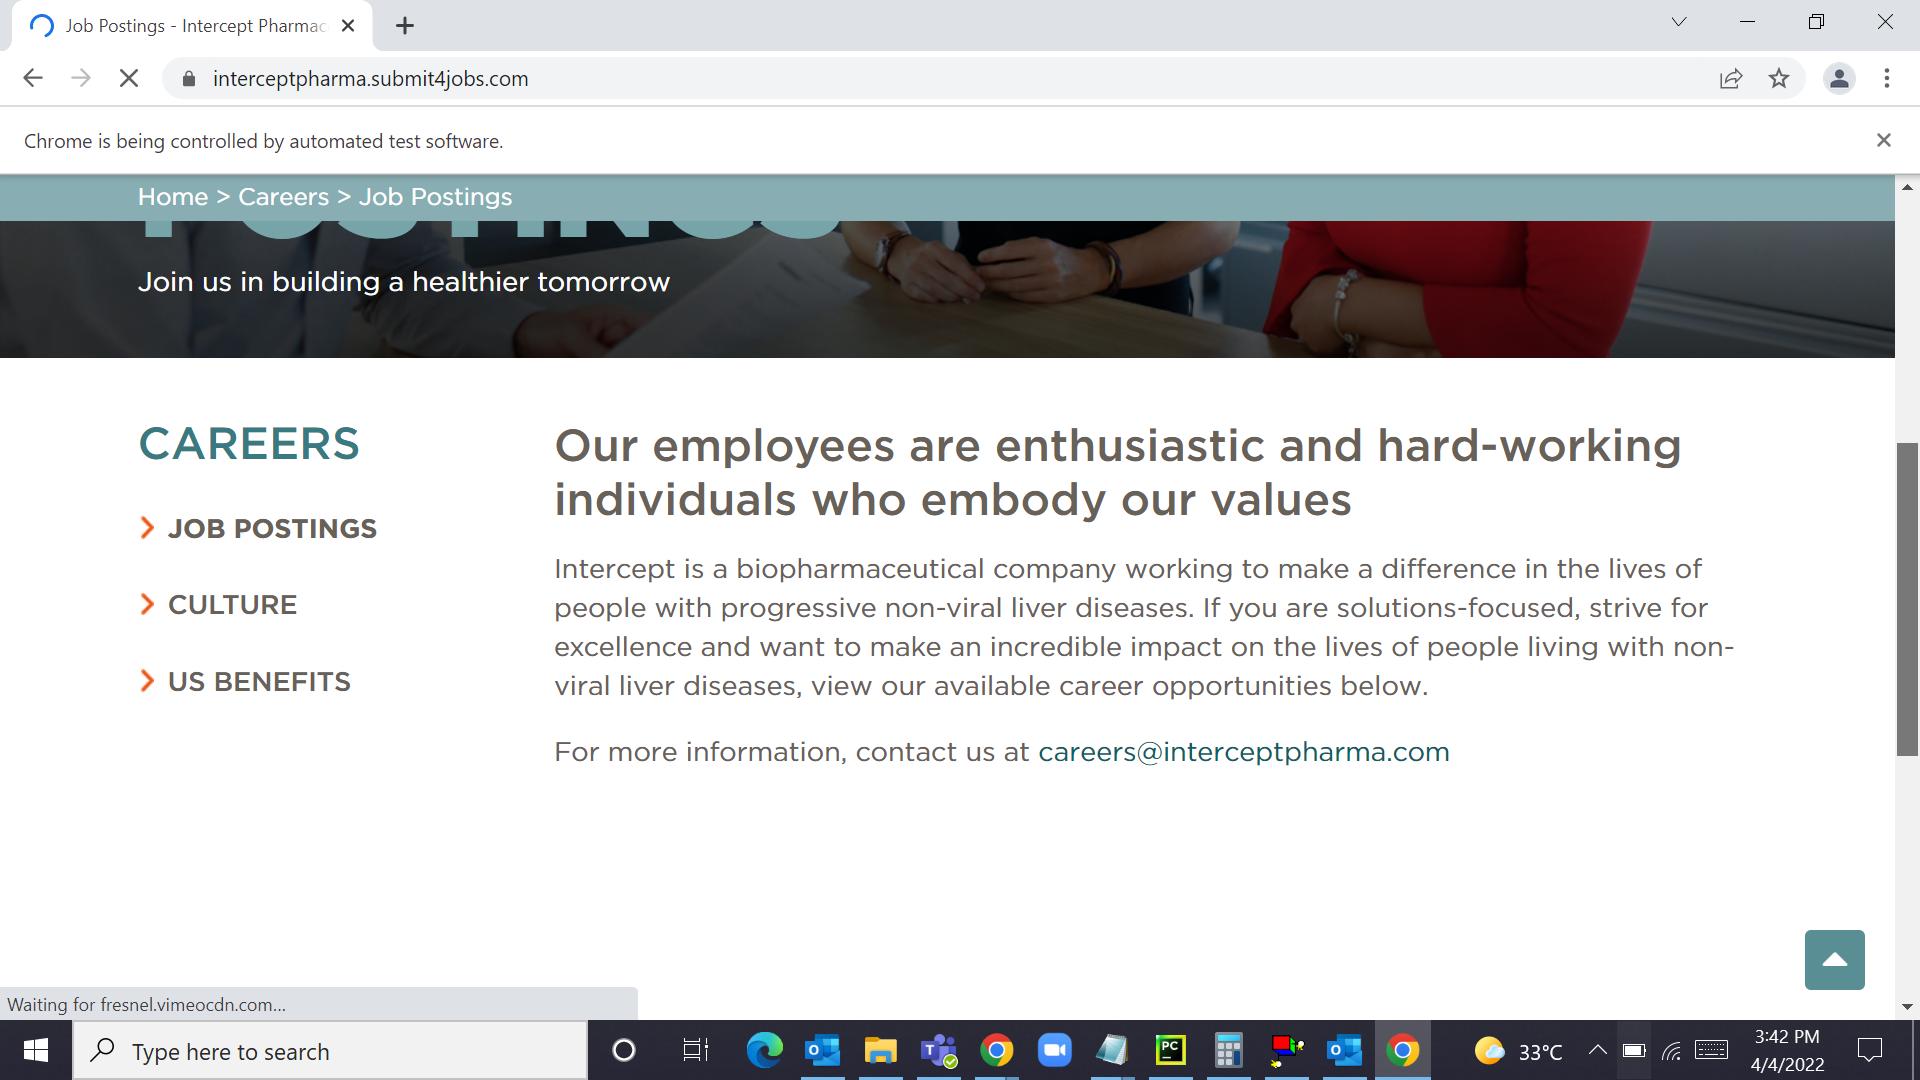 Job Postings - Intercept Pharmac
interceptpharma.submit4jobs.com
Chrome is being controlled by automated test software.
Home > Careers > Job Postings
POSTINGS
Join us in building a healthier tomorrow
CAREERS
JOB POSTINGS
CULTURE
US BENEFITS
Our employees are enthusiastic and hard-working
individuals who embody our values
Intercept is a biopharmaceutical company working to make a difference in the lives of
people with progressive non-viral liver diseases. If you are solutions-focused, strive for
excellence and want to make an incredible impact on the lives of people living with non-
viral liver diseases, view our available career opportunities below.
For more information, contact us at careers@interceptpharma.com
Waiting for fresnel.vimeocdn.com...
Type here to search
PC
33°C
3:42 PM
4/4/2022